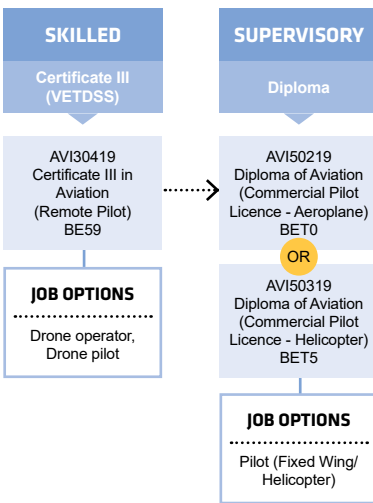 SKILLED
Certificate III
(VETDSS)
AVI30419
Certificate III in
Aviation
(Remote Pilot)
BE59
JOB OPTIONS
Drone operator,
Drone pilot
SUPERVISORY
Diploma
AVI50219
Diploma of Aviation
(Commercial Pilot
Licence - Aeroplane)
BET0
OR
AVI50319
Diploma of Aviation
(Commercial Pilot
Licence - Helicopter)
BET5
JOB OPTIONS
Pilot (Fixed Wing/
Helicopter)